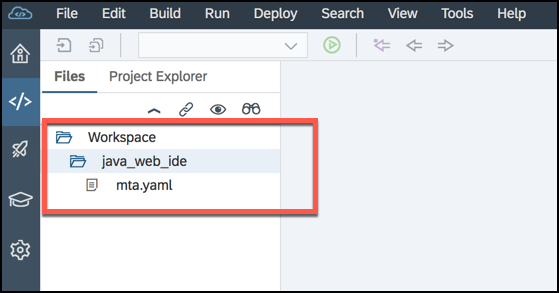 File Edit Build Run Deploy Search View Tools Help
Files Project Explorer
Workspace
java_web_ide
mta.yaml